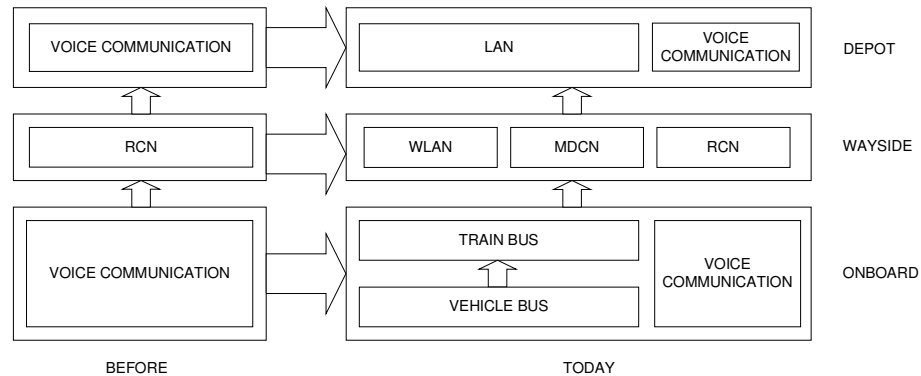 VOICE COMMUNICATION
LAN
VOICE
COMMUNICATION
DEPOT
RCN
WLAN
MDCN
RCN
WAYSIDE
VOICE COMMUNICATION
TRAIN BUS
VEHICLE BUS
VOICE
COMMUNICATION
ONBOARD
BEFORE
TODAY